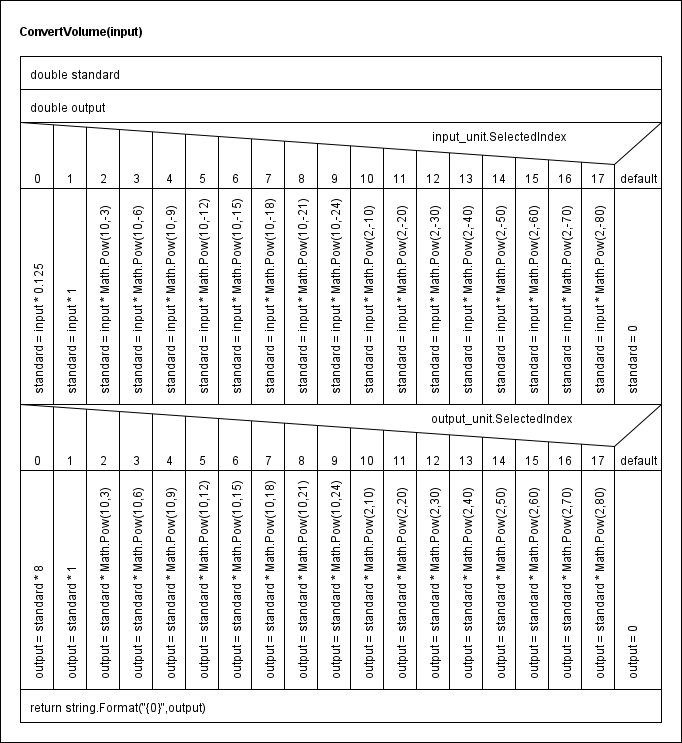 ConvertVolume(input)
double standard
double output
input_unit.SelectedIndex
0 1 2 3 4 5 6 7 8 9 10 11 12 13 14 15 16 17 default
standard = input * 0.125
standard = input * 1
standard = input * Math.Pow(10,-3)
standard = input * Math.Pow(10,-6)
standard = input * Math.Pow(10,-9)
standard = input * Math.Pow(10,-12)
standard = input * Math.Pow(10,-15)
standard = input * Math.Pow(10,-18)
standard = input * Math.Pow(10,-21)
standard = input * Math.Pow(10,-24)
standard = input * Math.Pow(2,-10)
standard = input * Math.Pow(2,-20)
standard = input * Math.Pow(2,-30)
standard = input * Math.Pow(2,-40)
standard = input * Math.Pow(2,-50)
standard = input * Math.Pow(2,-60)
standard = input * Math.Pow(2,-70)
standard = input * Math.Pow(2,-80)
standard = 0
output_unit.SelectedIndex
0 1 2 3 4 5 6 7 8 9 10 11 12 13 14 15 16 17 default
output = standard * 8
output = standard * 1
output = standard * Math.Pow(10,3)
output = standard * Math.Pow(10,6)
output = standard * Math.Pow(10,9)
output = standard * Math.Pow(10,12)
output = standard * Math.Pow(10,15)
output = standard * Math.Pow(10,18)
output = standard * Math.Pow(10,21)
output = standard * Math.Pow(10,24)
output = standard * Math.Pow(2,10)
output = standard * Math.Pow(2,20)
output = standard * Math.Pow(2,30)
output = standard * Math.Pow(2,40)
output = standard * Math.Pow(2,50)
output = standard * Math.Pow(2,60)
output = standard * Math.Pow(2,70)
output = standard * Math.Pow(2,80)
output = 0
return string.Format("{0}",output)